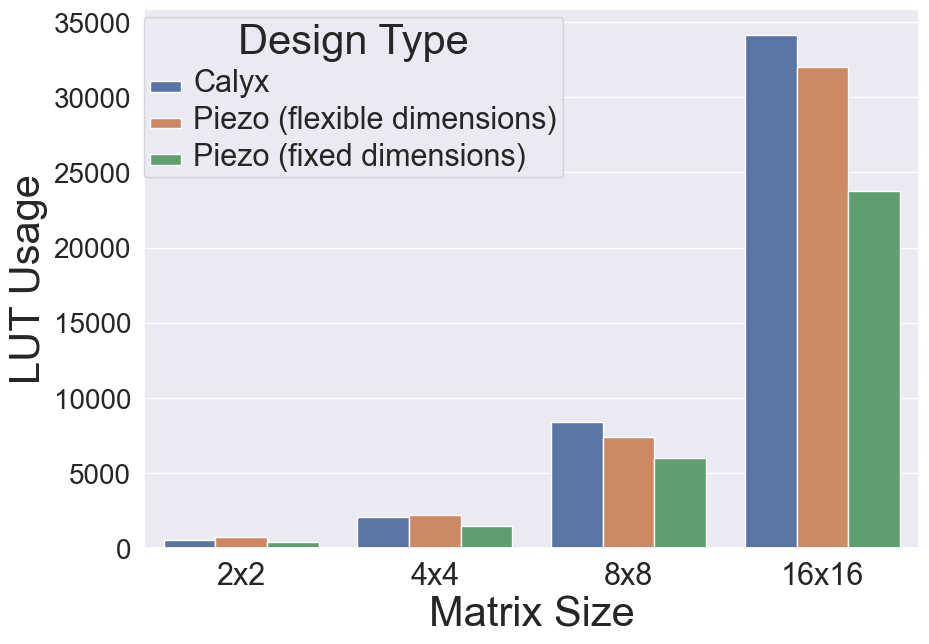 Design Type
Calyx
Piezo (flexible dimensions)
Piezo (fixed dimensions)
LUT Usage
35000
30000
25000
20000
15000
10000
5000
0
2x2 4x4 8x8 16x16
Matrix Size